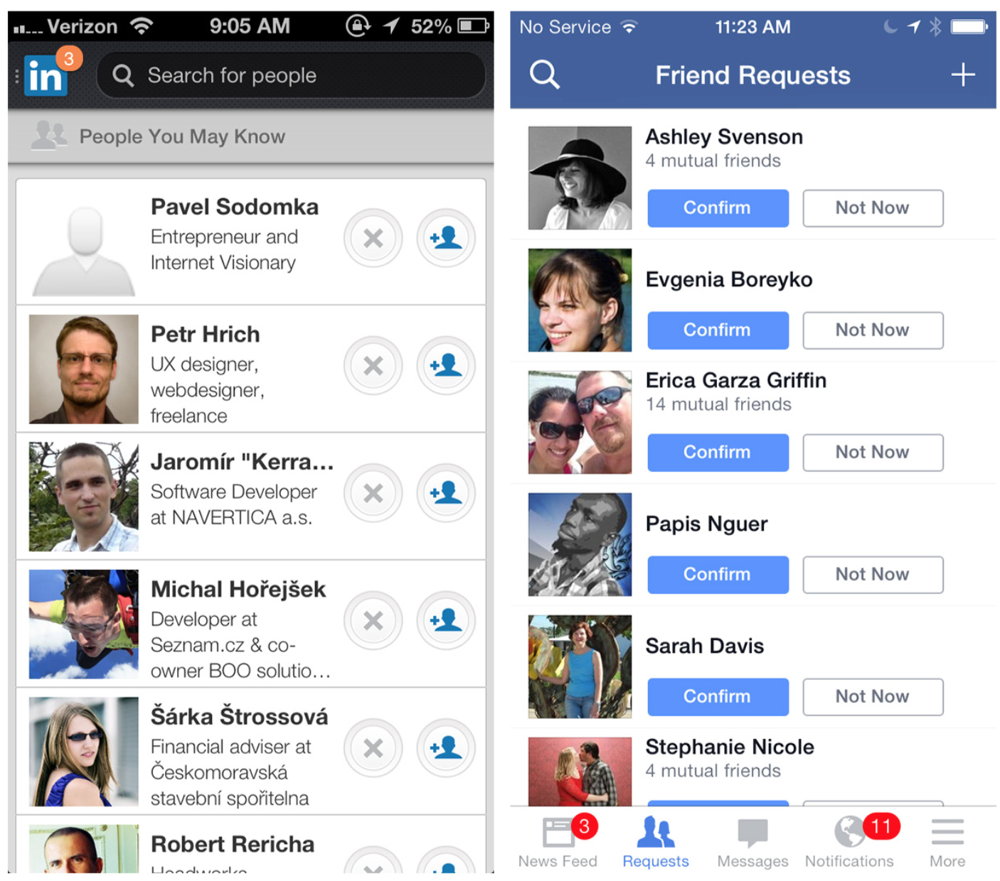 Verizon 9:05 AM 52%
in 3 Search for people
People You May Know
Pavel Sodomka
Entrepreneur and
Internet Visionary
Petr Hrich
UX designer,
webdesigner,
freelance
Jaromír "Kerra...
Software Developer
at NAVERTICA a.s.
Michal Hořejšek
Developer at
Seznam.cz & co-
owner BOO solutio...
Šárka Štrossová
Financial adviser at
Českomoravská
stavební spořitelna
Robert Rericha
Headworks
No Service 11:23 AM
Friend Requests
Ashley Svenson
4 mutual friends
Confirm Not Now
Evgenia Boreyko
Confirm Not Now
Erica Garza Griffin
14 mutual friends
Confirm Not Now
Papis Nguer
Confirm Not Now
Sarah Davis
Confirm Not Now
Stephanie Nicole
4 mutual friends
3 11
News Feed Requests Messages Notifications More